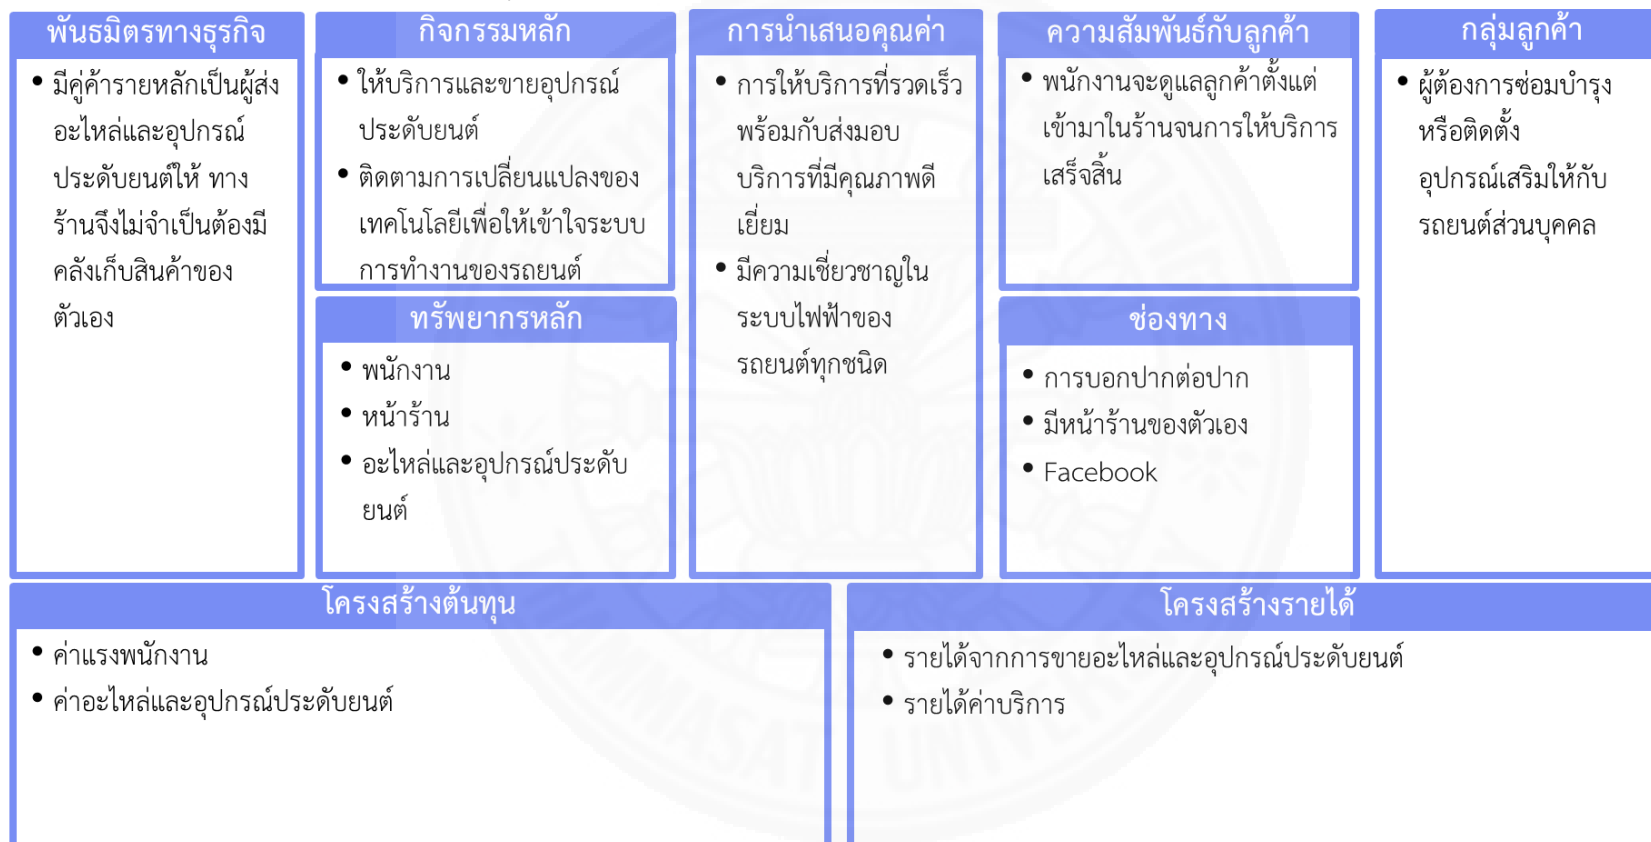 พันธมิตรทางธุรกิจ
• มีคู่ค้ารายหลักเป็นผู้ส่ง
อะไหล่และอุปกรณ์
ประดับยนต์ให้ ทาง
ร้านจึงไม่จำเป็นต้องมี
คลังเก็บสินค้าของ
ตัวเอง
กิจกรรมหลัก
• ให้บริการและขายอุปกรณ์
ประดับยนต์
• ติดตามการเปลี่ยนแปลงของ
เทคโนโลยีเพื่อให้เข้าใจระบบ
การทำงานของรถยนต์
ทรัพยากรหลัก
• พนักงาน
• หน้าร้าน
• อะไหล่และอุปกรณ์ประดับ
ยนต์
การนำเสนอคุณค่า
• การให้บริการที่รวดเร็ว
พร้อมกับส่งมอบ
บริการที่มีคุณภาพดี
เยี่ยม
• มีความเชี่ยวชาญใน
ระบบไฟฟ้าของ
รถยนต์ทุกชนิด
ความสัมพันธ์กับลูกค้า
• พนักงานจะดูแลลูกค้าตั้งแต่
เข้ามาในร้านจนการให้บริการ
เสร็จสิ้น
ช่องทาง
• การบอกปากต่อปาก
• มีหน้าร้านของตัวเอง
• Facebook
กลุ่มลูกค้า
• ผู้ต้องการซ่อมบำรุง
หรือติดตั้ง
อุปกรณ์เสริมให้กับ
รถยนต์ส่วนบุคคล
โครงสร้างต้นทุน
• ค่าแรงพนักงาน
• ค่าอะไหล่และอุปกรณ์ประดับยนต์
โครงสร้างรายได้
• รายได้จากการขายอะไหล่และอุปกรณ์ประดับยนต์
• รายได้ค่าบริการ
THAMMASAT UNIVERSITY